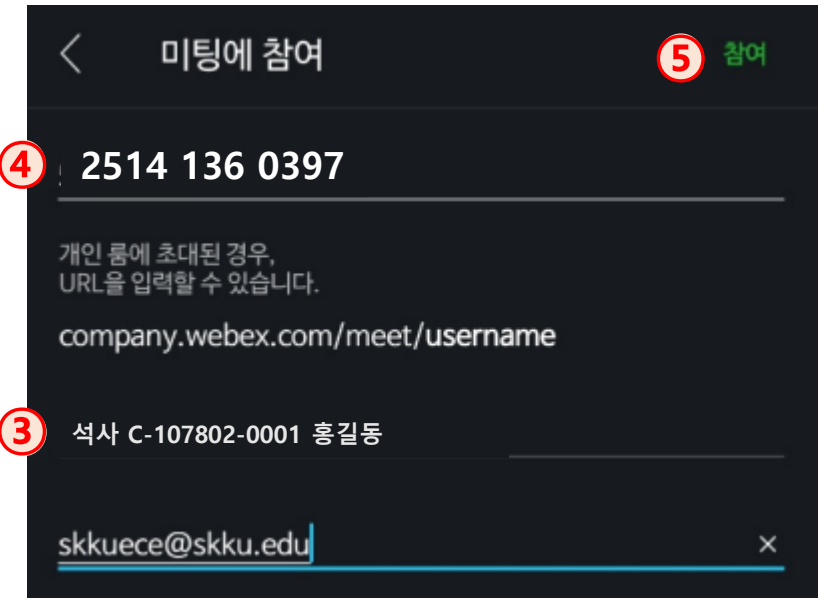 미팅에 참여
⑤ 참여
④ 2514 136 0397
개인 룸에 초대된 경우,
URL을 입력할 수 있습니다.
company.webex.com/meet/username
③ 석사 C-107802-0001 홍길동
skkuece@skku.edu